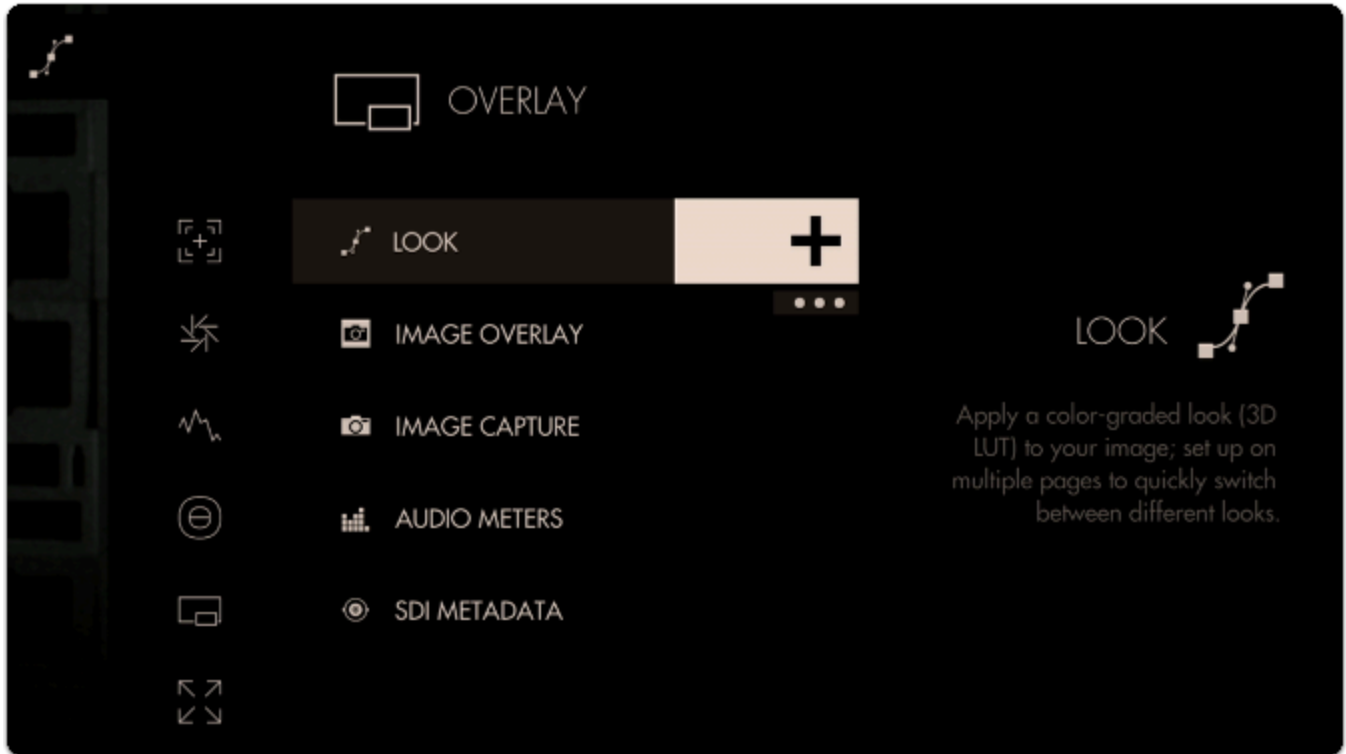 OVERLAY
LOOK
IMAGE OVERLAY
IMAGE CAPTURE
AUDIO METERS
SDI METADATA
LOOK
Apply a color-graded look (3D
LUT) to your image; set up on
multiple pages to quickly switch
between different looks.